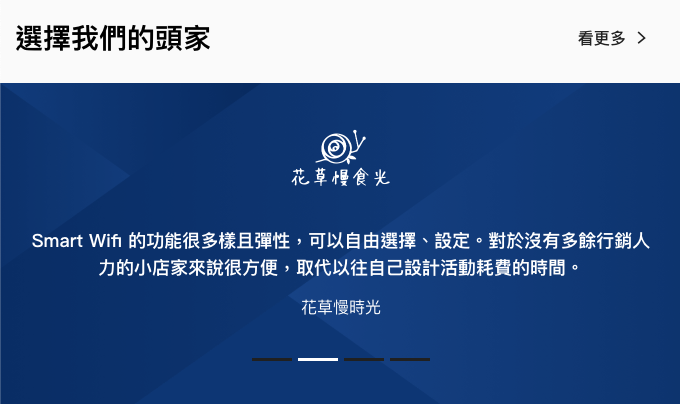 選擇我們的頭家
看更多
花草慢食光
Smart Wifi 的功能很多樣且彈性，可以自由選擇、設定。對於沒有多餘行銷人
力的小店家來說很方便，取代以往自己設計活動耗費的時間。
花草慢時光